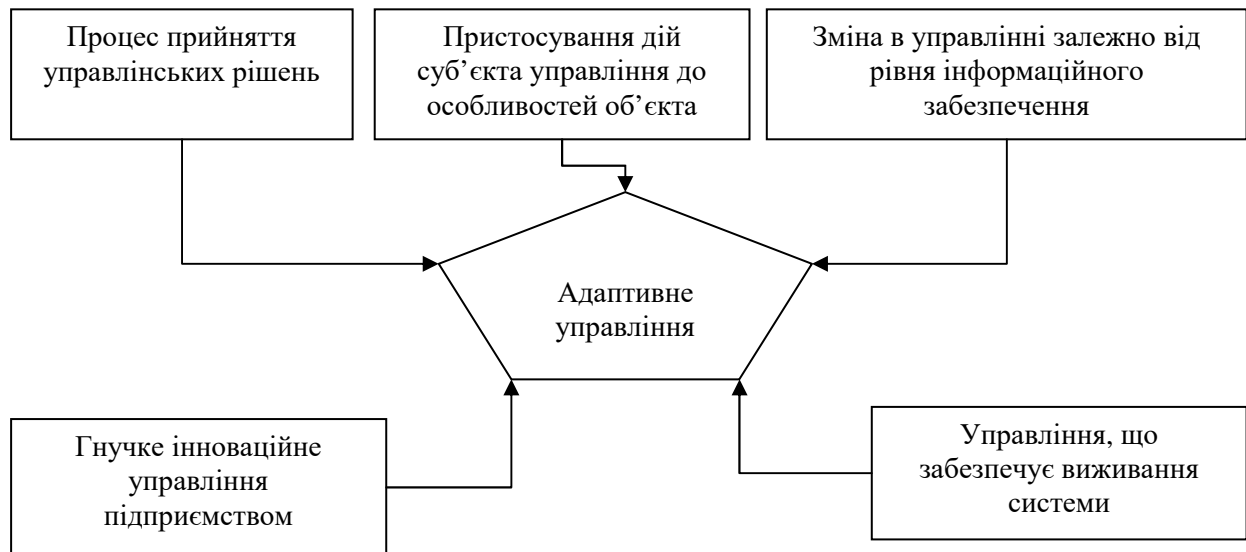 Процес прийняття
управлінських рішень
Пристосування дій
суб’єкта управління до
особливостей об’єкта
Зміна в управлінні залежно від
рівня інформаційного
забезпечення
Адаптивне
управління
Гнучке інноваційне
управління
підприємством
Управління, що
забезпечує виживання
системи